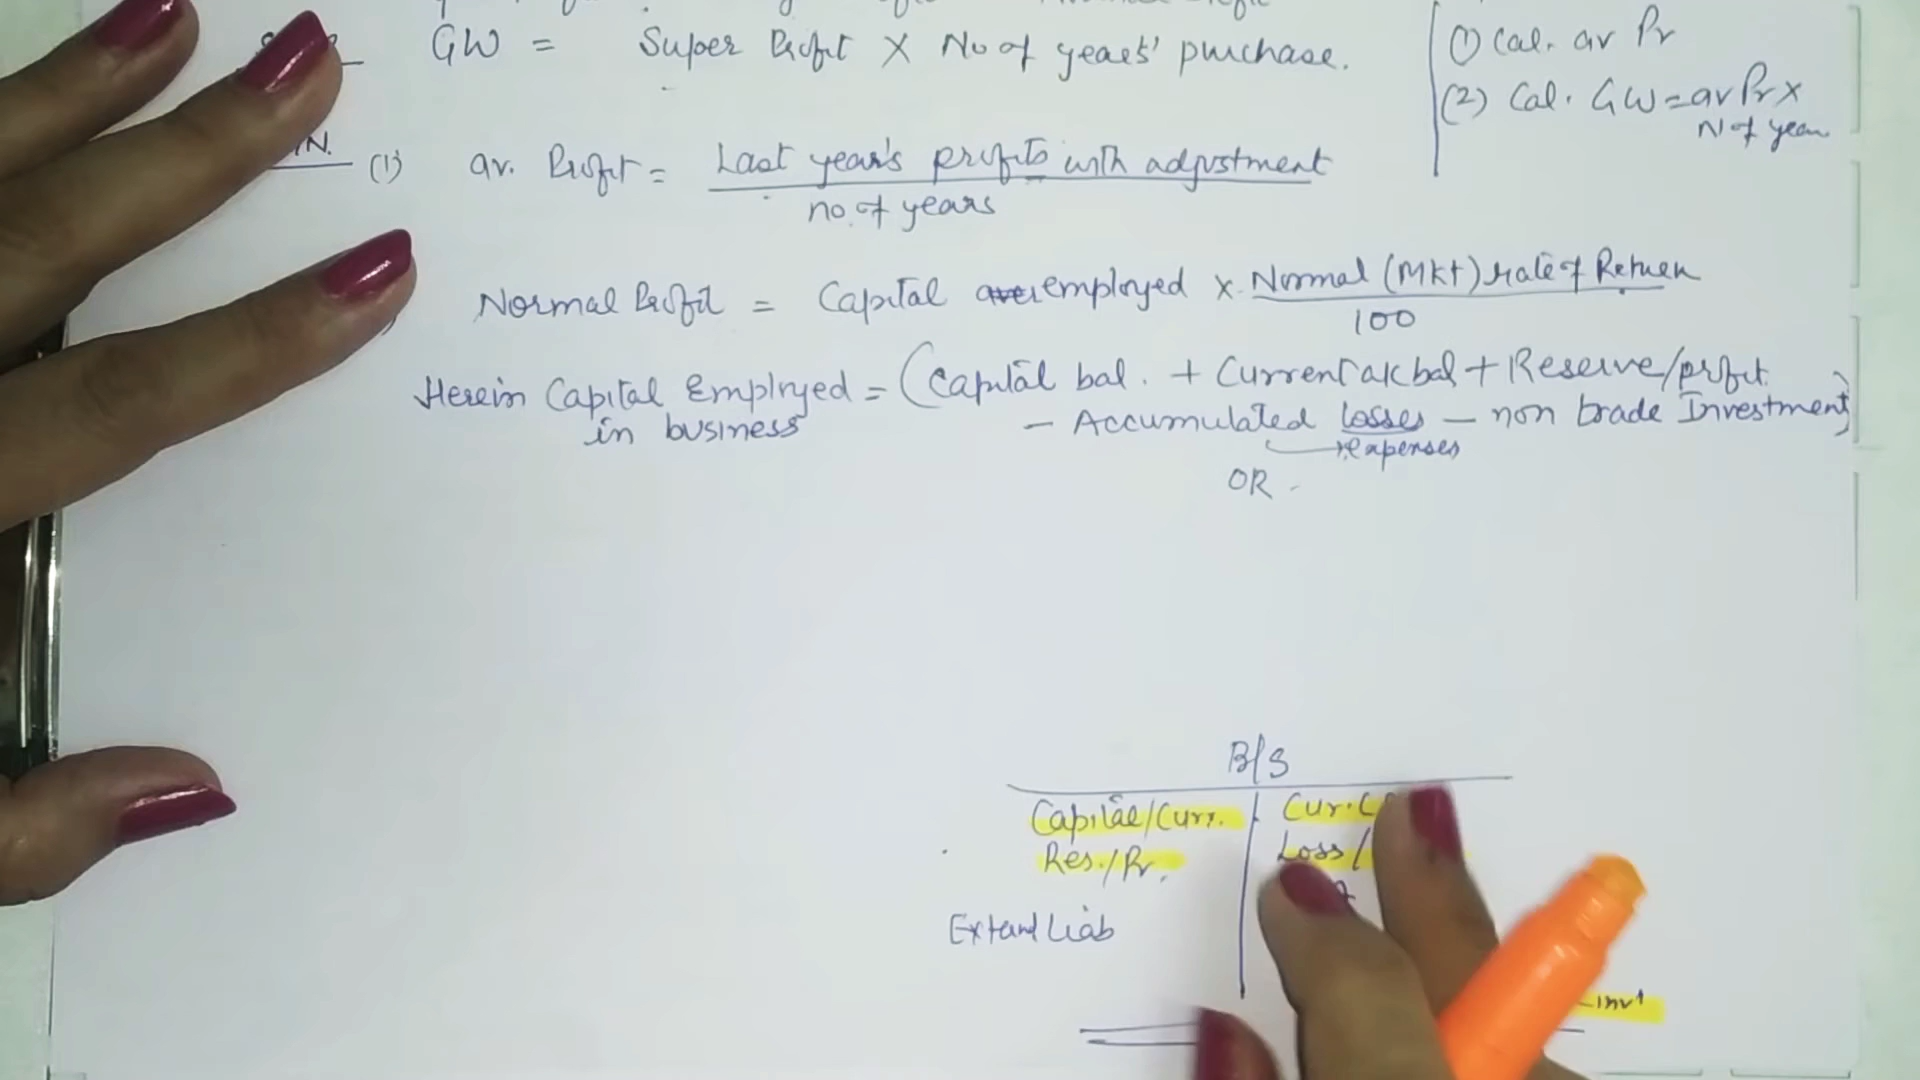 GW = Super Profit X No of years' purchase.
(1) Cal. av Pr
(2) Cal. GW = av Pr x
N of year
(1) av. Profit = Last year's profits with adjustment
no. of years
Normal Profit = Capital employed x Normal (Mkt) rate of Return
100
Herein Capital Employed = (Capital bal. + Current a/c bal + Reserve/profit.
in business
- Accumulated losses - non trade Investment)
expenses
OR -
B/S
Capital/Curr.
Cur. C
Res./Pr.
Loss/
Extend Liab
- invt